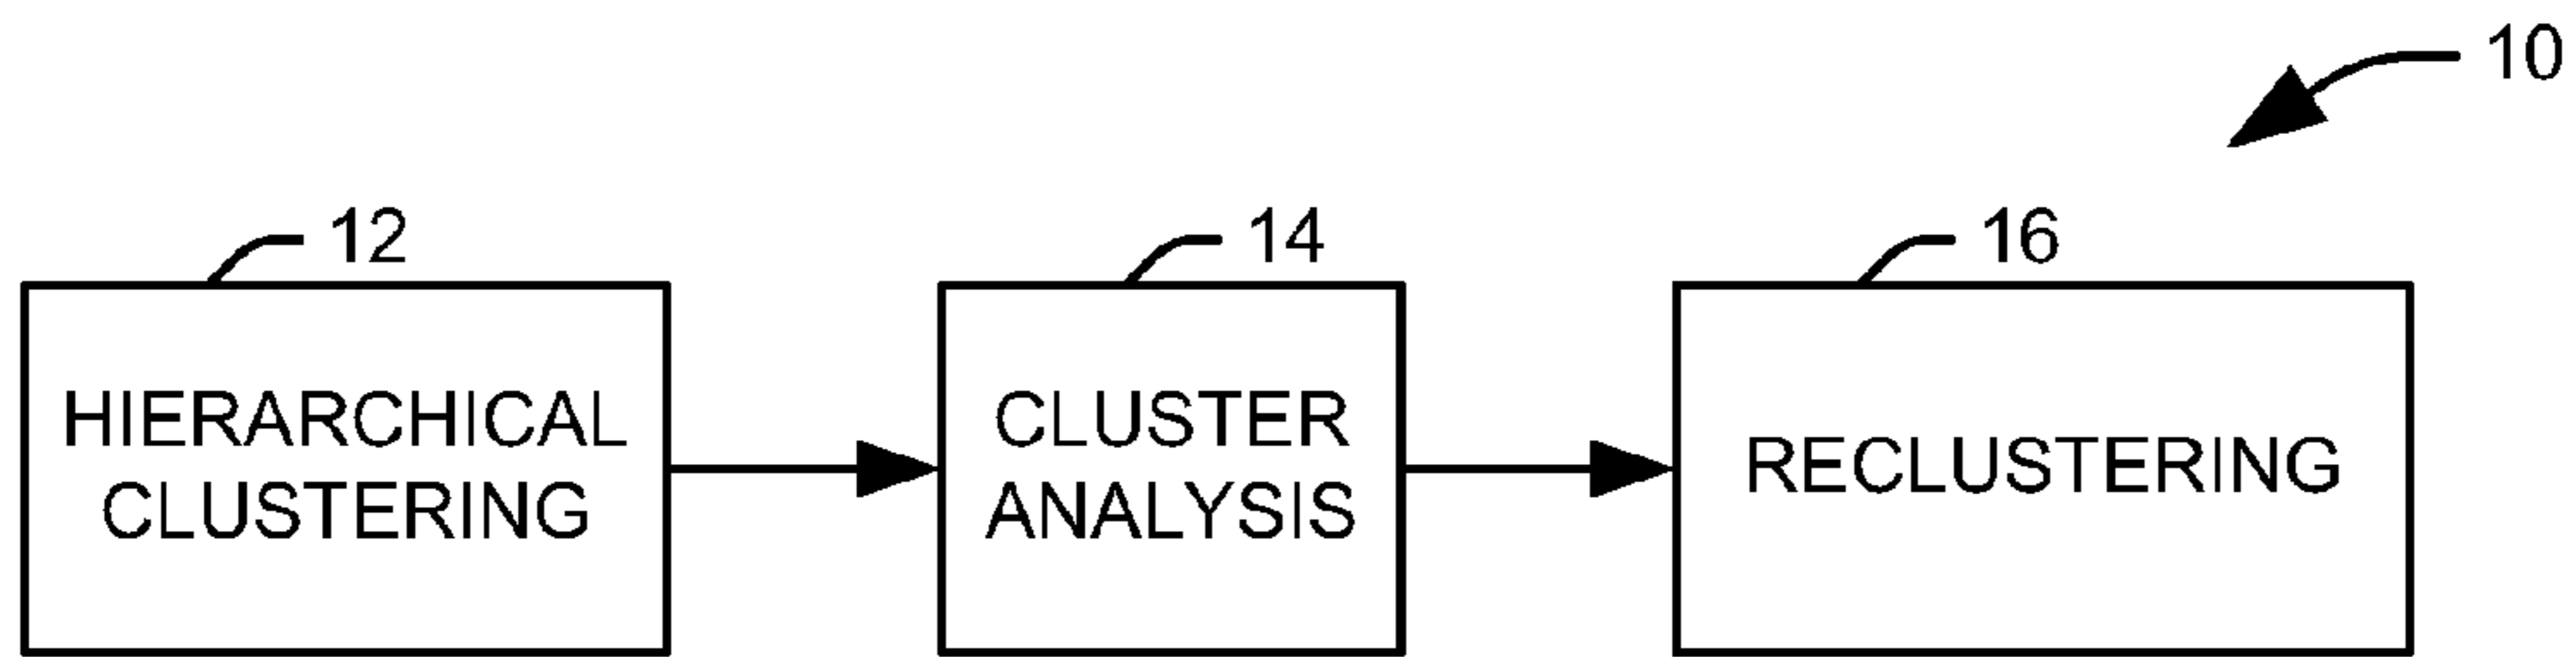 10
12
14
16
HIERARCHICAL
CLUSTERING
CLUSTER
ANALYSIS
RECLUSTERING